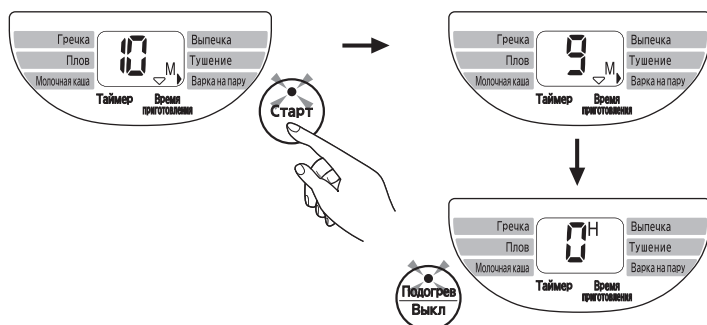 Гречка
Плов
Молочная каша
10 M
Выпечка
Тушение
Варка на пару
Таймер
Время приготовления
Старт
Гречка
Плов
Молочная каша
9 M
Выпечка
Тушение
Варка на пару
Таймер
Время приготовления
Гречка
Плов
Молочная каша
0 H
Выпечка
Тушение
Варка на пару
Таймер
Время приготовления
Подогрев
Выкл